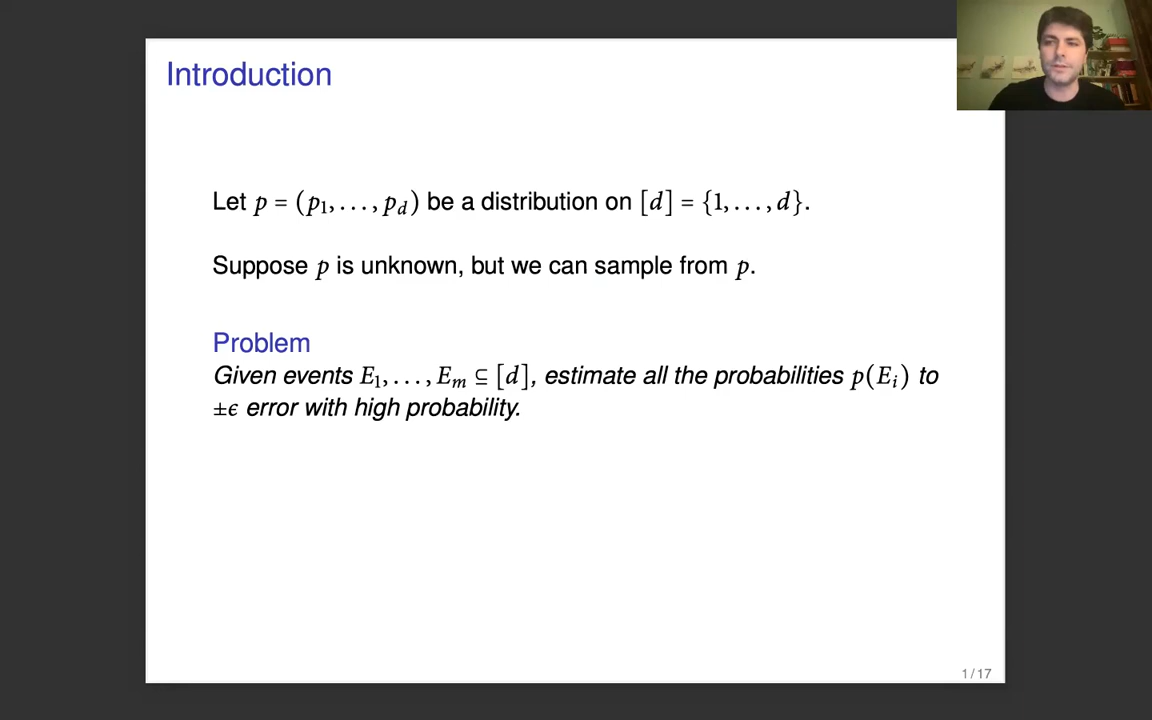 Introduction
Let p = (p₁, . . . , p_d) be a distribution on [d] = {1, . . . , d}.
Suppose p is unknown, but we can sample from p.
Problem
Given events E₁, . . . , Eₘ ⊆ [d], estimate all the probabilities p(Eᵢ) to
±ϵ error with high probability.
1 / 17